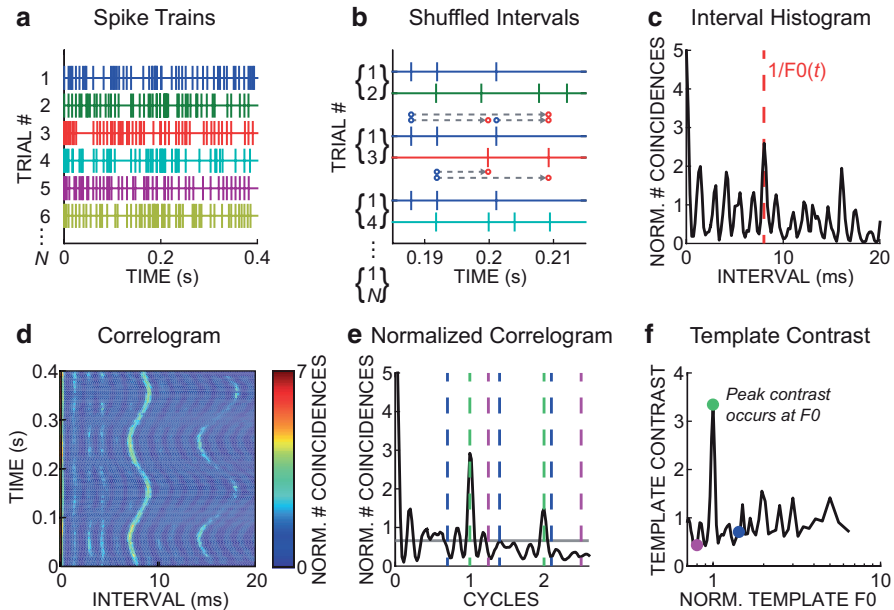 a Spike Trains
TRIAL #
1
2
3
4
5
6
⋮
N
0 0.2 0.4
TIME (s)
b Shuffled Intervals
TRIAL #
{1
2}
{1
3}
{1
4}
⋮
{1
N}
0.19 0.2 0.21
TIME (s)
c Interval Histogram
NORM. # COINCIDENCES
5
4
3
2
1
0
1/F0(t)
0 10 20
INTERVAL (ms)
d Correlogram
TIME (s)
0.4
0.3
0.2
0.1
0
0 10 20
INTERVAL (ms)
7
0
NORM. # COINCIDENCES
e Normalized Correlogram
NORM. # COINCIDENCES
5
4
3
2
1
0
0 1 2
CYCLES
f Template Contrast
TEMPLATE CONTRAST
4
3
2
1
0
Peak contrast
occurs at F0
1 10
NORM. TEMPLATE F0